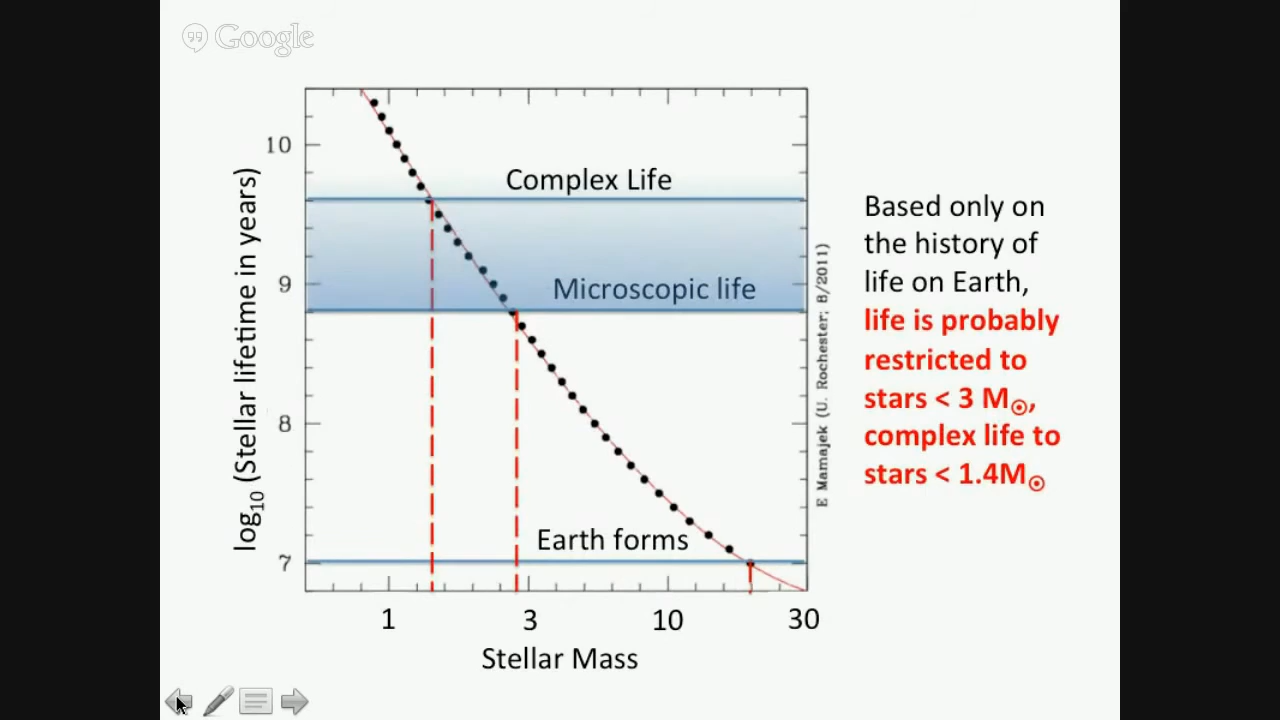 Google
Complex Life
Microscopic life
Earth forms
10
9
8
7
log10 (Stellar lifetime in years)
1 3 10 30
Stellar Mass
E Mamajek (U. Rochester; 8/2011)
Based only on
the history of
life on Earth,
life is probably
restricted to
stars < 3 M☉,
complex life to
stars < 1.4M☉